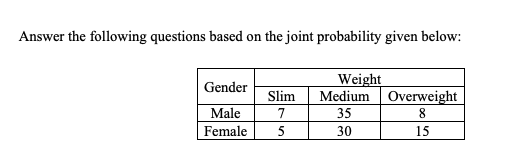 Answer the following questions based on the joint probability given below:
Gender Weight
Slim Medium Overweight
Male 7 35 8
Female 5 30 15